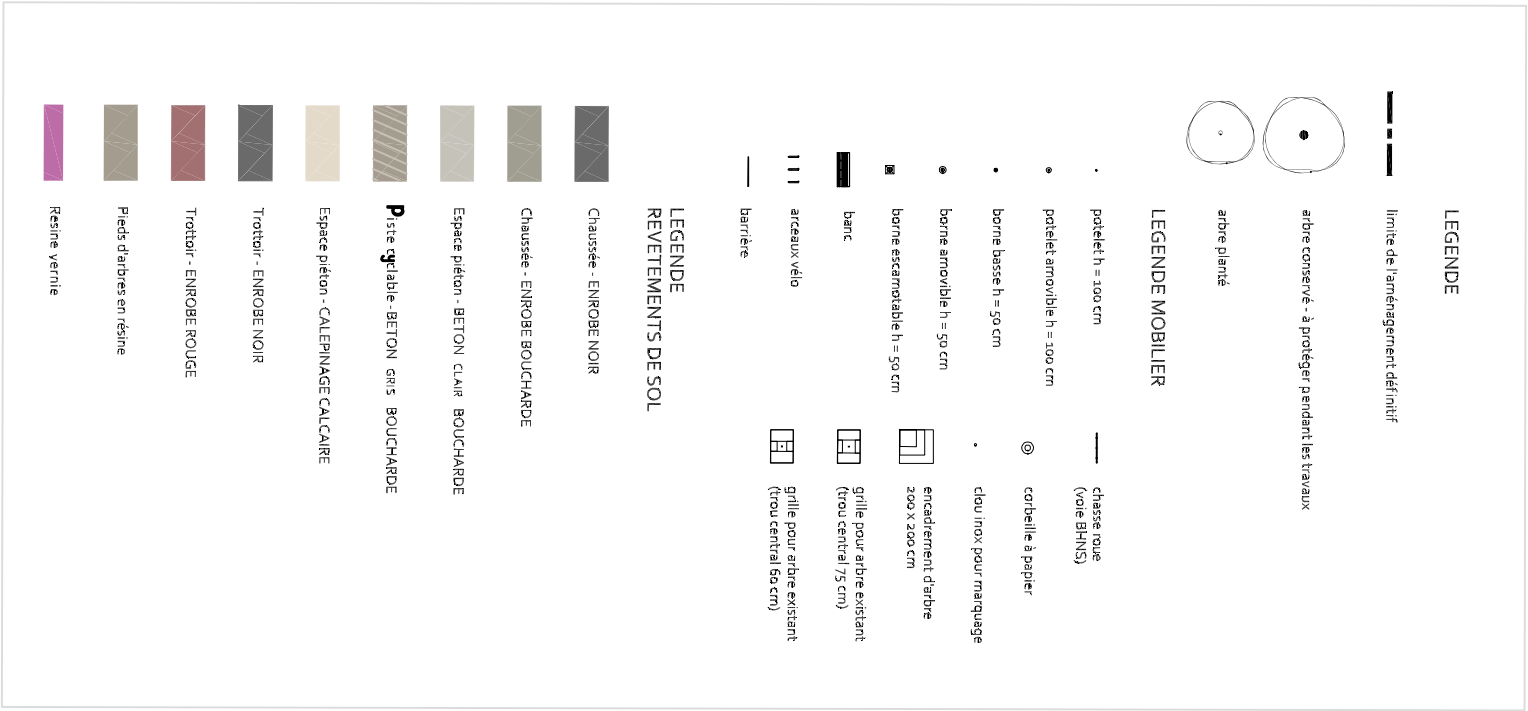 LEGENDE
limite de l'aménagement définitif
arbre conservé - à protéger pendant les travaux
arbre planté
LEGENDE MOBILIER
potelet h = 100 cm
potelet amovible h = 100 cm
borne basse h = 50 cm
borne amovible h = 50 cm
borne escamotable h = 50 cm
banc
arceaux vélo
barrière
chasse roue
(voie BHNS)
corbeille à papier
clou inox pour marquage
encadrement d'arbre
200 x 200 cm
grille pour arbre existant
(trou central 75 cm)
grille pour arbre existant
(trou central 60 cm)
LEGENDE
REVETEMENTS DE SOL
Chaussée - ENROBE NOIR
Chaussée - ENROBE BOUCHARDE
Espace piéton - BETON CLAIR BOUCHARDE
Piste cyclable - BETON GRIS BOUCHARDE
Espace piéton - CALEPINAGE CALCAIRE
Trottoir - ENROBE NOIR
Trottoir - ENROBE ROUGE
Pieds d'arbres en résine
Resine vernie